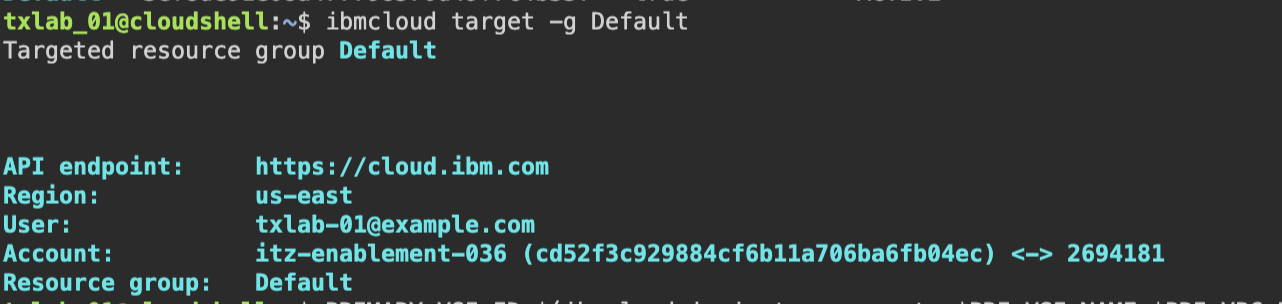 txlab_01@cloudshell:~$ ibmcloud target -g Default
Targeted resource group Default
API endpoint: https://cloud.ibm.com
Region: us-east
User: txlab-01@example.com
Account: itz-enablement-036 (cd52f3c929884cf6b11a706ba6fb04ec) <-> 2694181
Resource group: Default